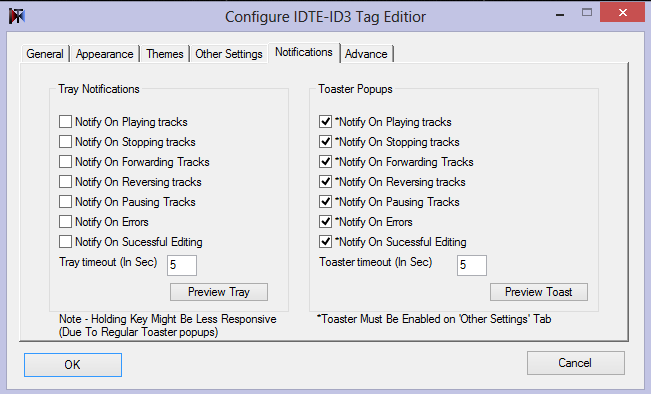 Configure IDTE-ID3 Tag Editior
General Appearance Themes Other Settings Notifications Advance
Tray Notifications
Notify On Playing tracks
Notify On Stopping tracks
Notify On Forwarding Tracks
Notify On Reversing tracks
Notify On Pausing Tracks
Notify On Errors
Notify On Sucessful Editing
Tray timeout (In Sec) 5
Preview Tray
Note - Holding Key Might Be Less Responsive
(Due To Regular Toaster popups)
Toaster Popups
*Notify On Playing tracks
*Notify On Stopping tracks
*Notify On Forwarding Tracks
*Notify On Reversing tracks
*Notify On Pausing Tracks
*Notify On Errors
*Notify On Sucessful Editing
Toaster timeout (In Sec) 5
Preview Toast
*Toaster Must Be Enabled on 'Other Settings' Tab
OK
Cancel